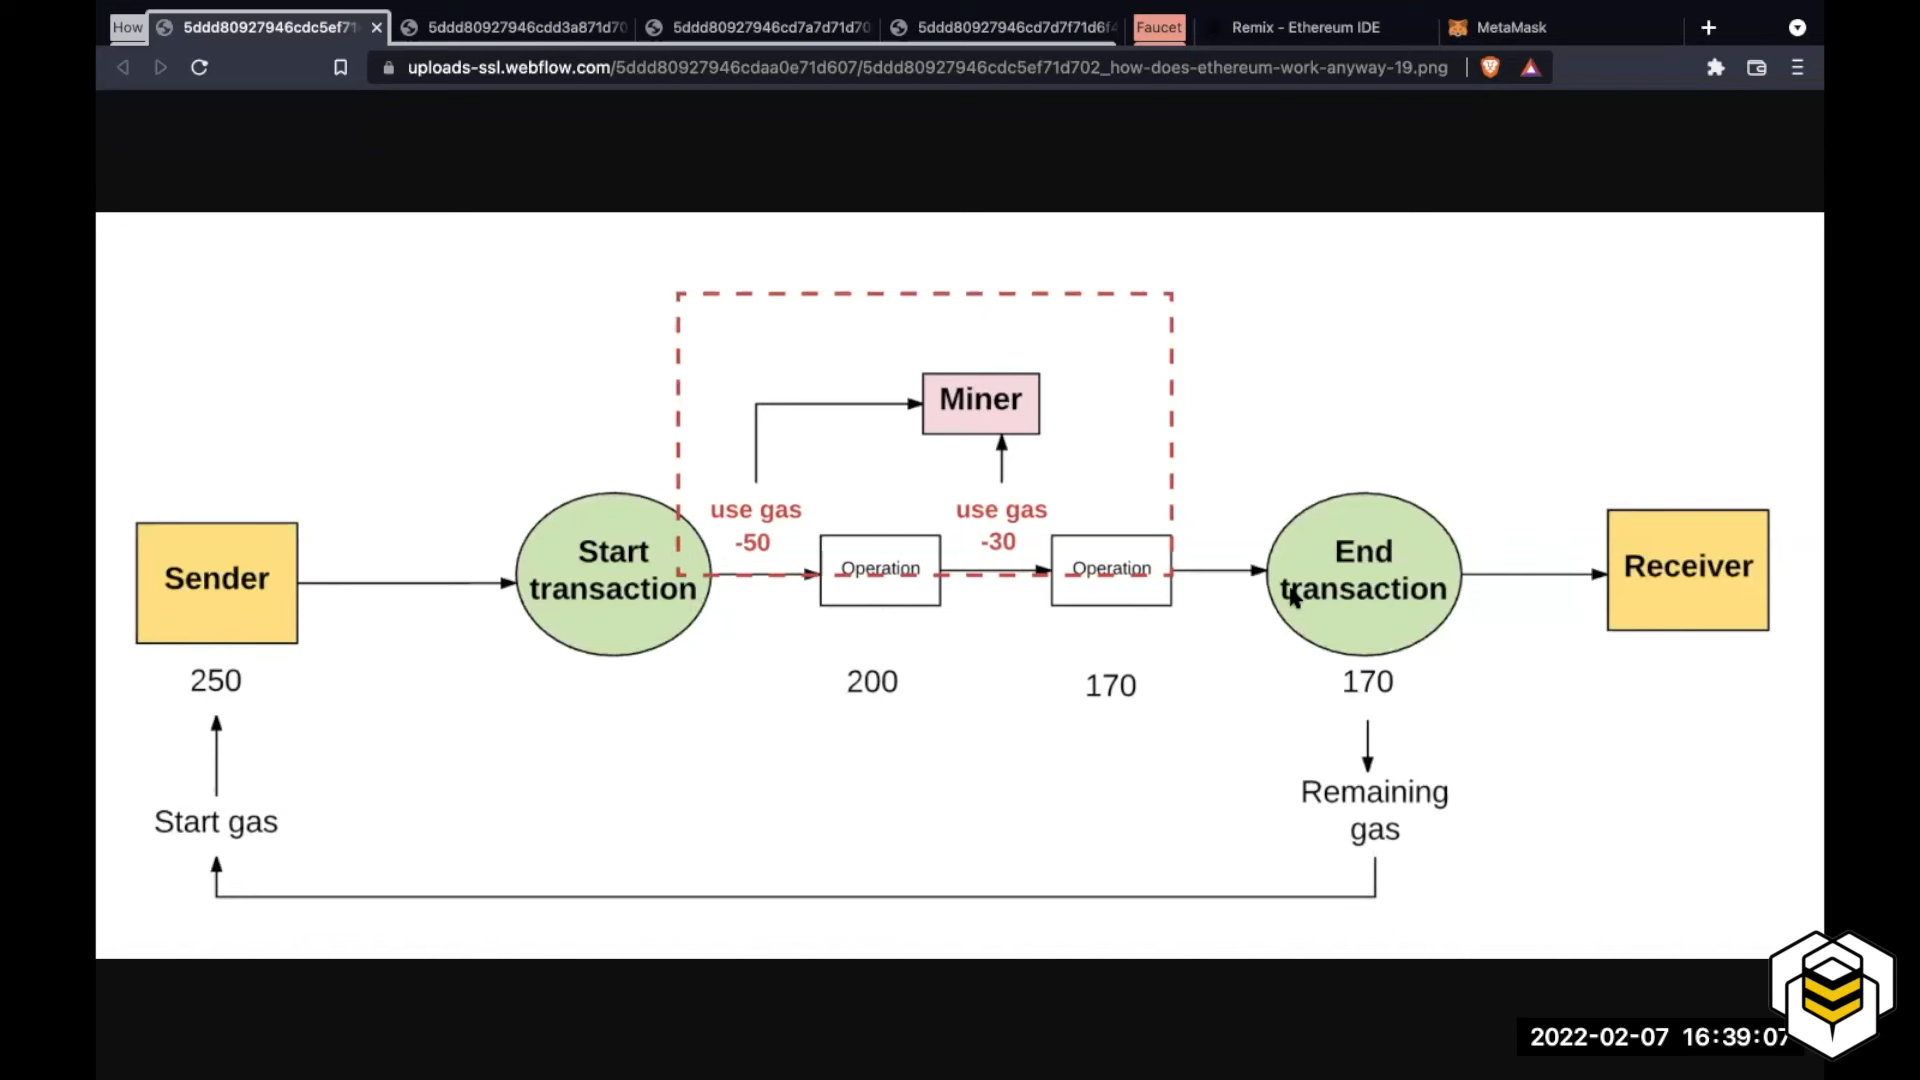 How
5ddd80927946cdc5ef71
5ddd80927946cdd3a871d70
5ddd80927946cd7a7d71d70
5ddd80927946cd7d7f71d6f4
Faucet
Remix - Ethereum IDE
MetaMask
uploads-ssl.webflow.com/5ddd80927946cdaa0e71d607/5ddd80927946cdc5ef71d702_how-does-ethereum-work-anyway-19.png
Miner
use gas
-50
use gas
-30
Sender
Start
transaction
Operation
Operation
End
transaction
Receiver
250
200
170
170
Start gas
Remaining
gas
2022-02-07 16:39:07